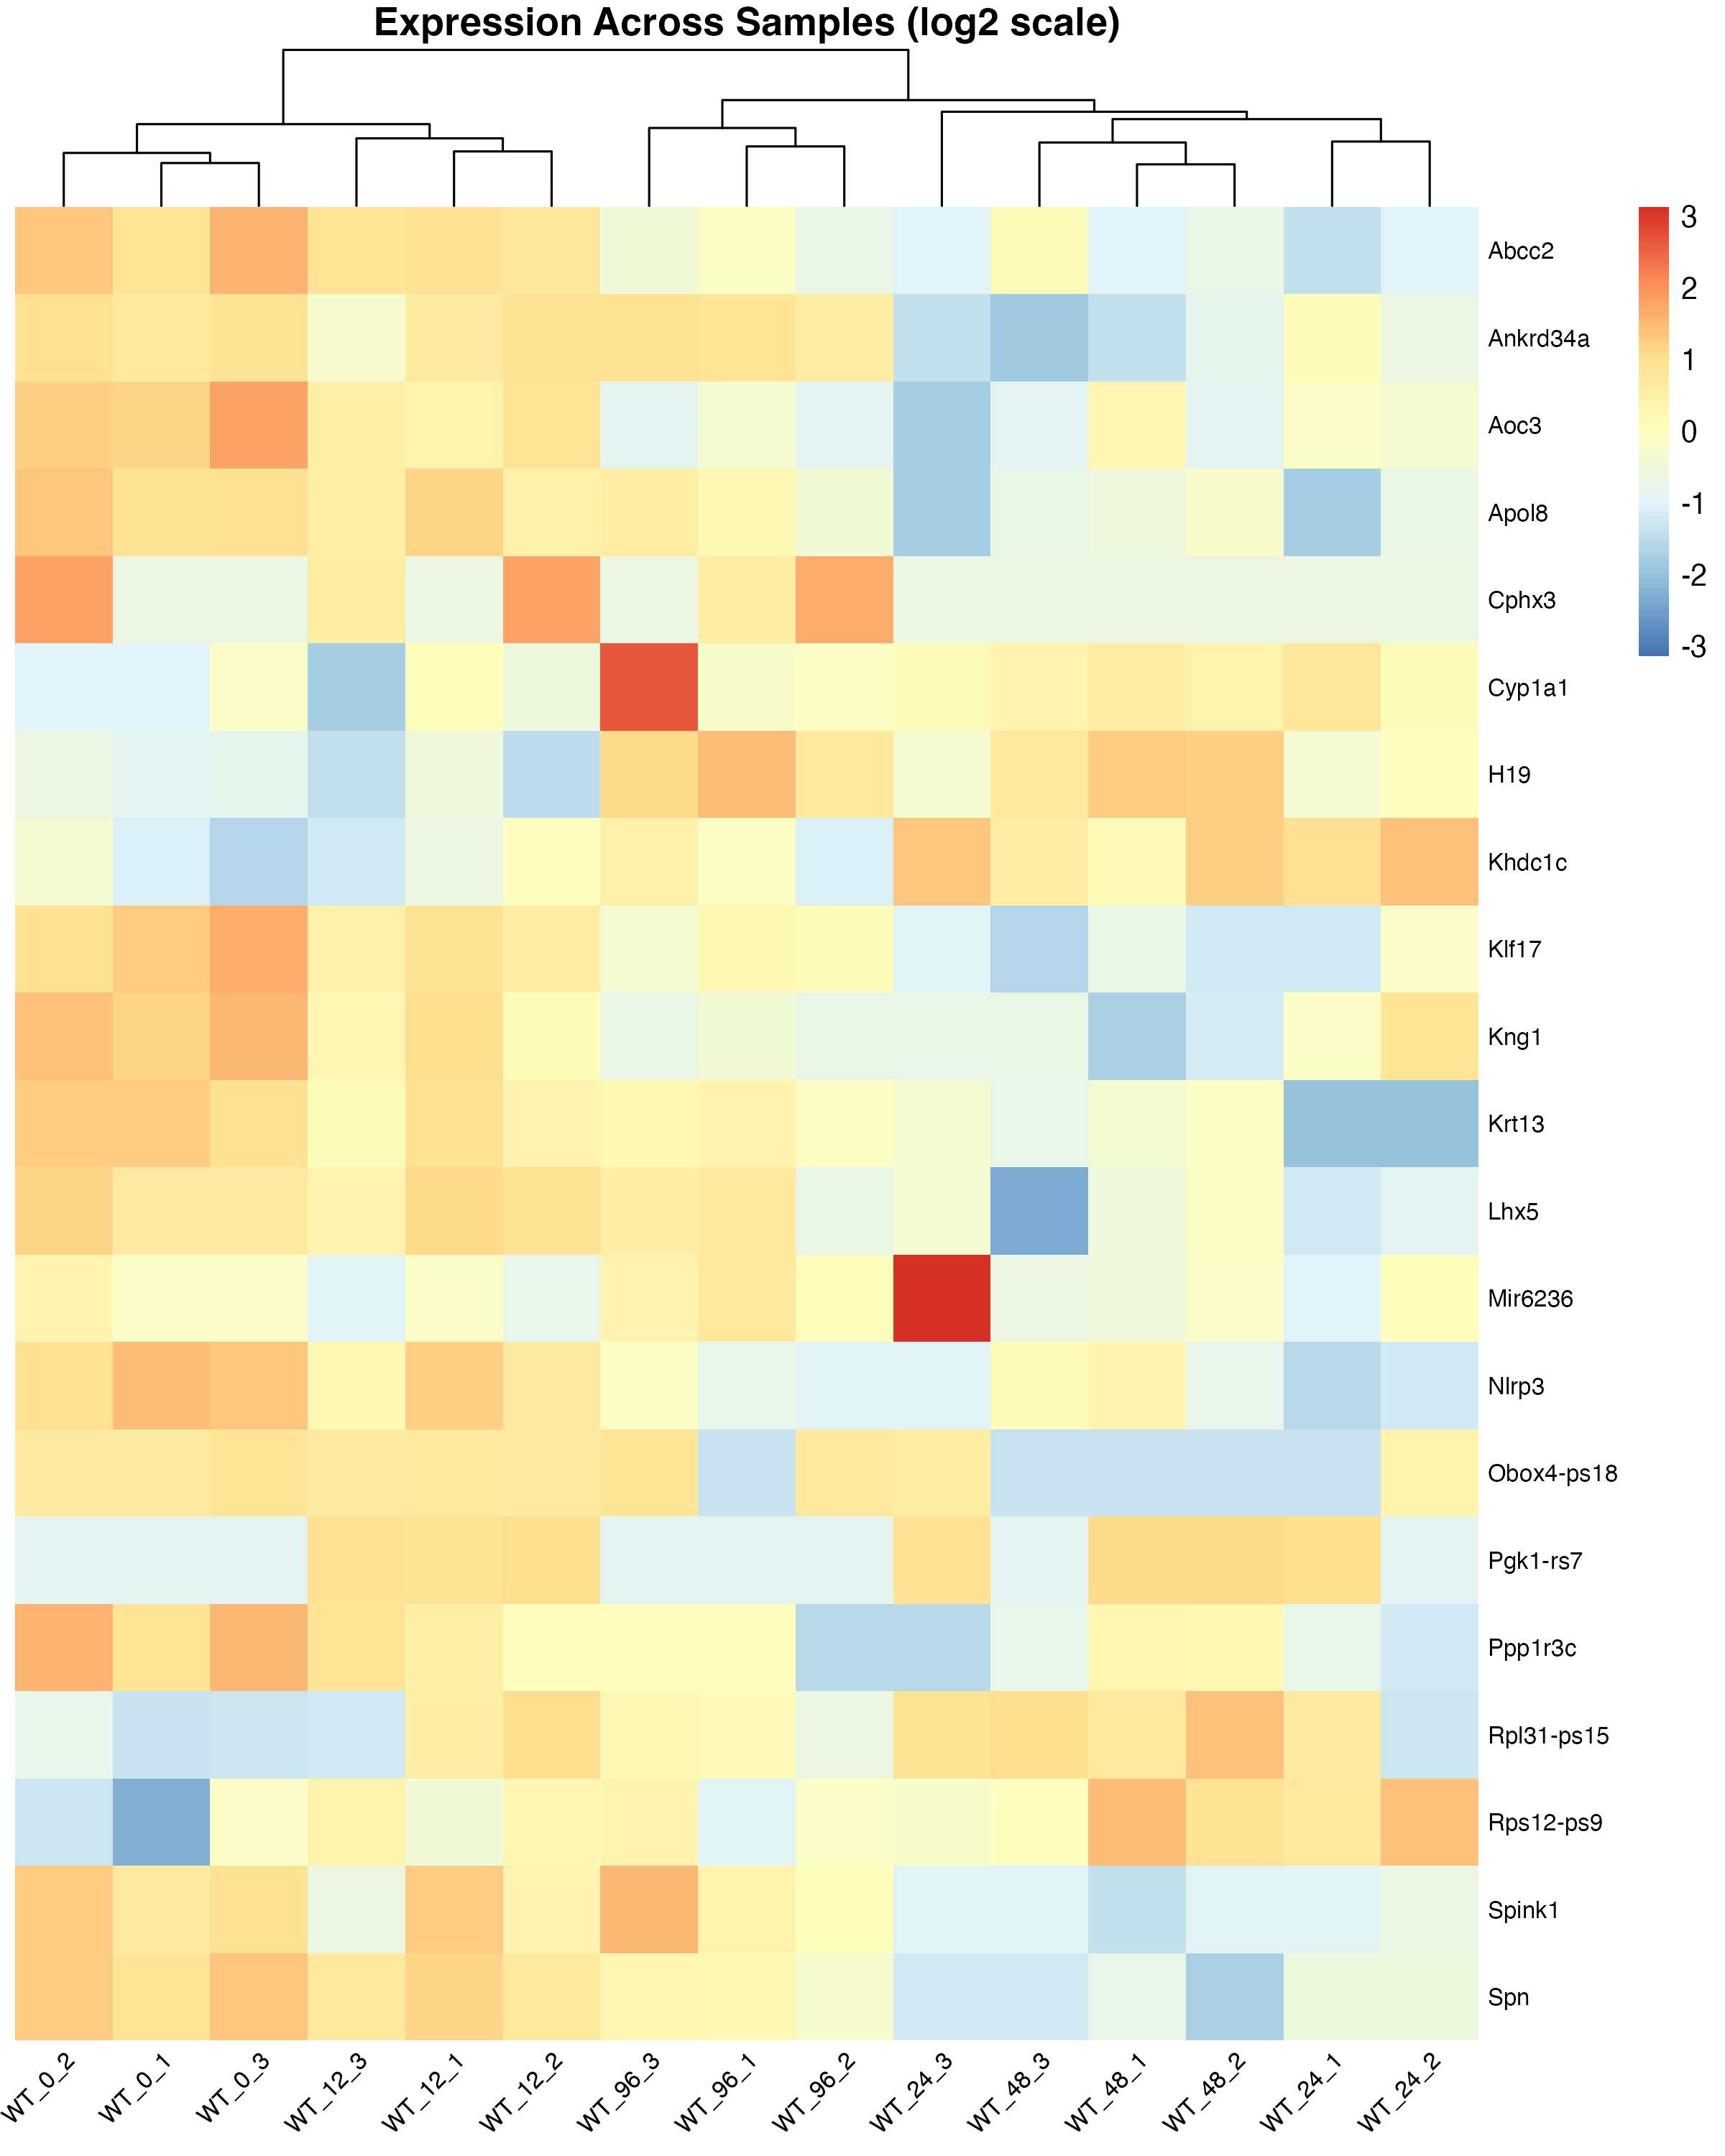 Expression Across Samples (log2 scale)
3
2
1
0
-1
-2
-3
Abcc2
Ankrd34a
Aoc3
Apol8
Cphx3
Cyp1a1
H19
Khdc1c
Klf17
Kng1
Krt13
Lhx5
Mir6236
Nlrp3
Obox4-ps18
Pgk1-rs7
Ppp1r3c
Rpl31-ps15
Rps12-ps9
Spink1
Spn
WT_0_2
WT_0_1
WT_0_3
WT_12_3
WT_12_1
WT_12_2
WT_96_3
WT_96_1
WT_96_2
WT_24_3
WT_48_3
WT_48_1
WT_48_2
WT_24_1
WT_24_2